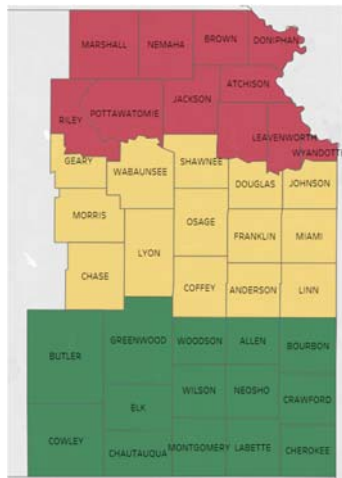 MARSHALL NEMAHA BROWN DONIPHAN
ATCHISON
RILEY POTTAWATOMIE JACKSON
LEAVENWORTH
WYANDOTTE
GEARY WABAUNSEE SHAWNEE DOUGLAS JOHNSON
MORRIS OSAGE
LYON FRANKLIN MIAMI
CHASE COFFEY ANDERSON LINN
BUTLER GREENWOOD WOODSON ALLEN BOURBON
ELK WILSON NEOSHO CRAWFORD
COWLEY CHAUTAUQUA MONTGOMERY LABETTE CHEROKEE